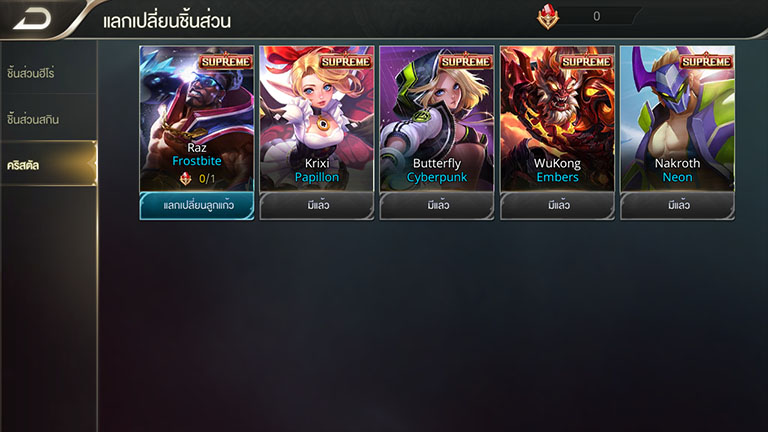 แลกเปลี่ยนชิ้นส่วน
0
ชิ้นส่วนฮีโร่
ชิ้นส่วนสกิน
คริสตัล
SUPREME
Raz
Frostbite
0/1
แลกเปลี่ยนลูกแก้ว
SUPREME
Krixi
Papillon
มีแล้ว
SUPREME
Butterfly
Cyberpunk
มีแล้ว
SUPREME
WuKong
Embers
มีแล้ว
SUPREME
Nakroth
Neon
มีแล้ว